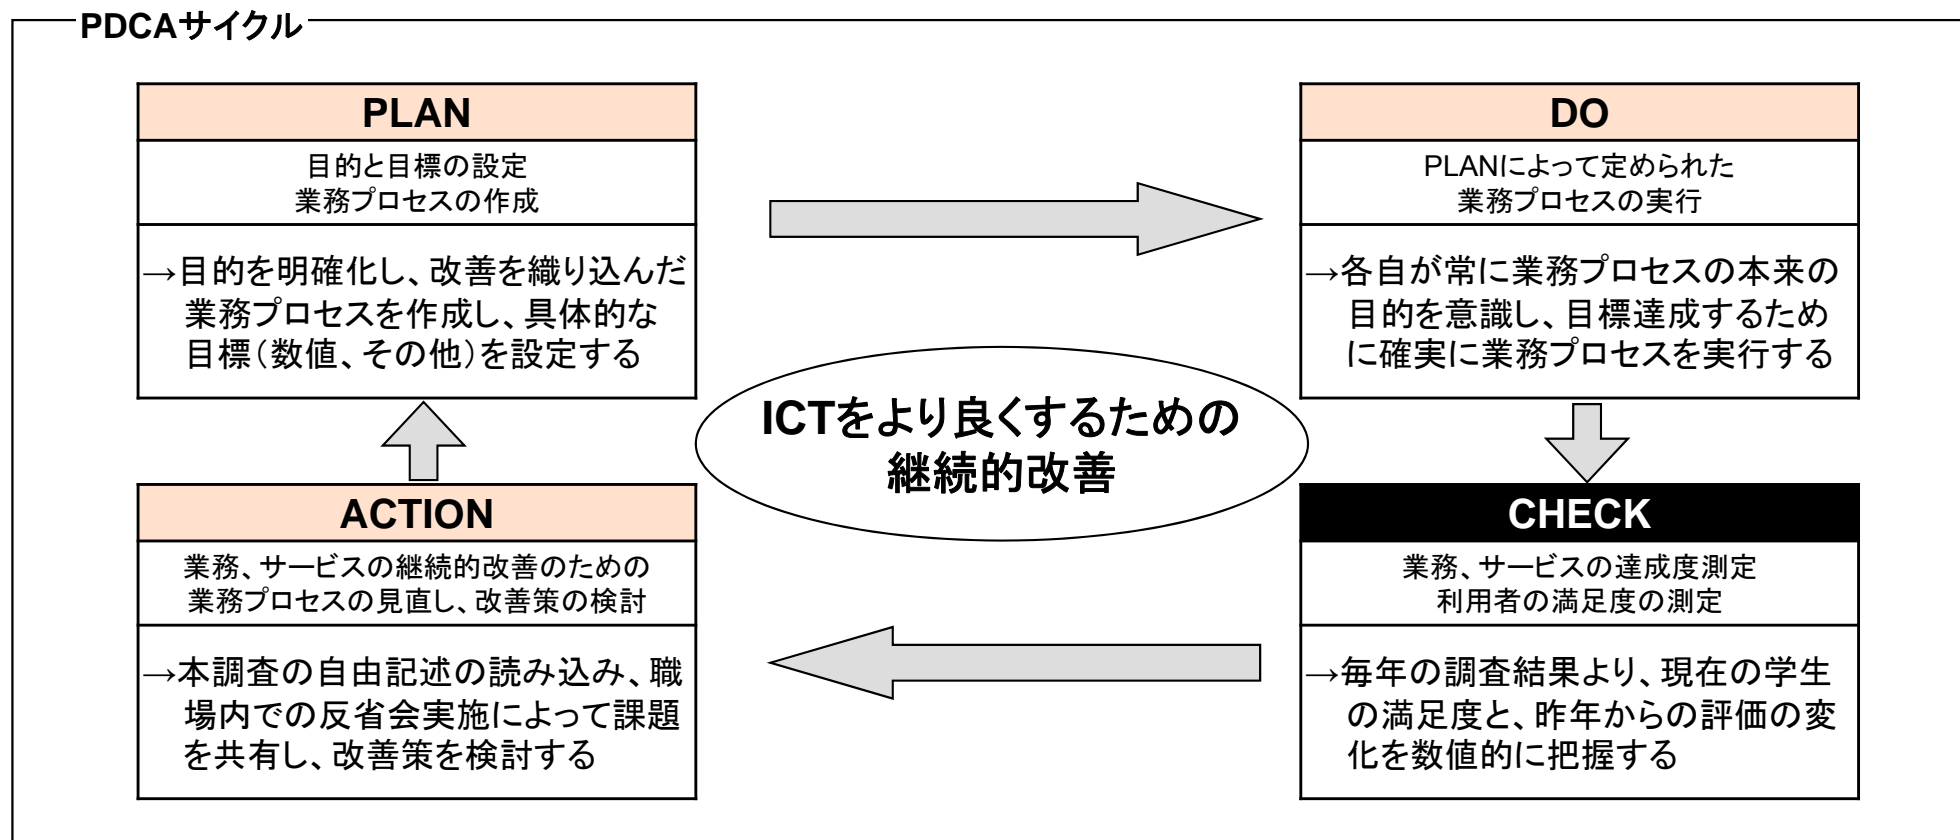 PDCAサイクル
PLAN
目的と目標の設定
業務プロセスの作成
→目的を明確化し、改善を織り込んだ
業務プロセスを作成し、具体的な
目標（数値、その他）を設定する
DO
PLANによって定められた
業務プロセスの実行
→各自が常に業務プロセスの本来の
目的を意識し、目標達成するため
に確実に業務プロセスを実行する
ICTをより良くするための
継続的改善
ACTION
業務、サービスの継続的改善のための
業務プロセスの見直し、改善策の検討
→本調査の自由記述の読み込み、職
場内での反省会実施によって課題
を共有し、改善策を検討する
CHECK
業務、サービスの達成度測定
利用者の満足度の測定
→毎年の調査結果より、現在の学生
の満足度と、昨年からの評価の変
化を数値的に把握する